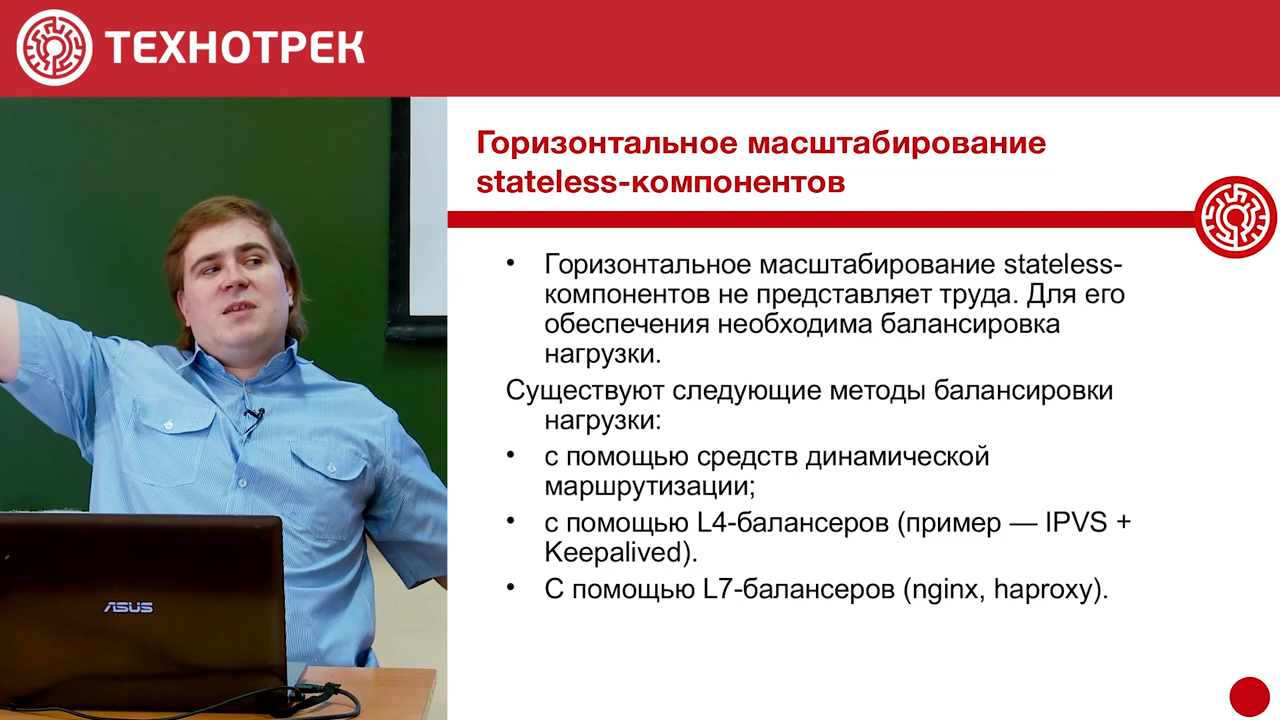 ТЕХНОТРЕК
Горизонтальное масштабирование
stateless-компонентов
• Горизонтальное масштабирование stateless-
компонентов не представляет труда. Для его
обеспечения необходима балансировка
нагрузки.
Существуют следующие методы балансировки
нагрузки:
• с помощью средств динамической
маршрутизации;
• с помощью L4-балансеров (пример — IPVS +
Keepalived).
• С помощью L7-балансеров (nginx, haproxy).
ASUS